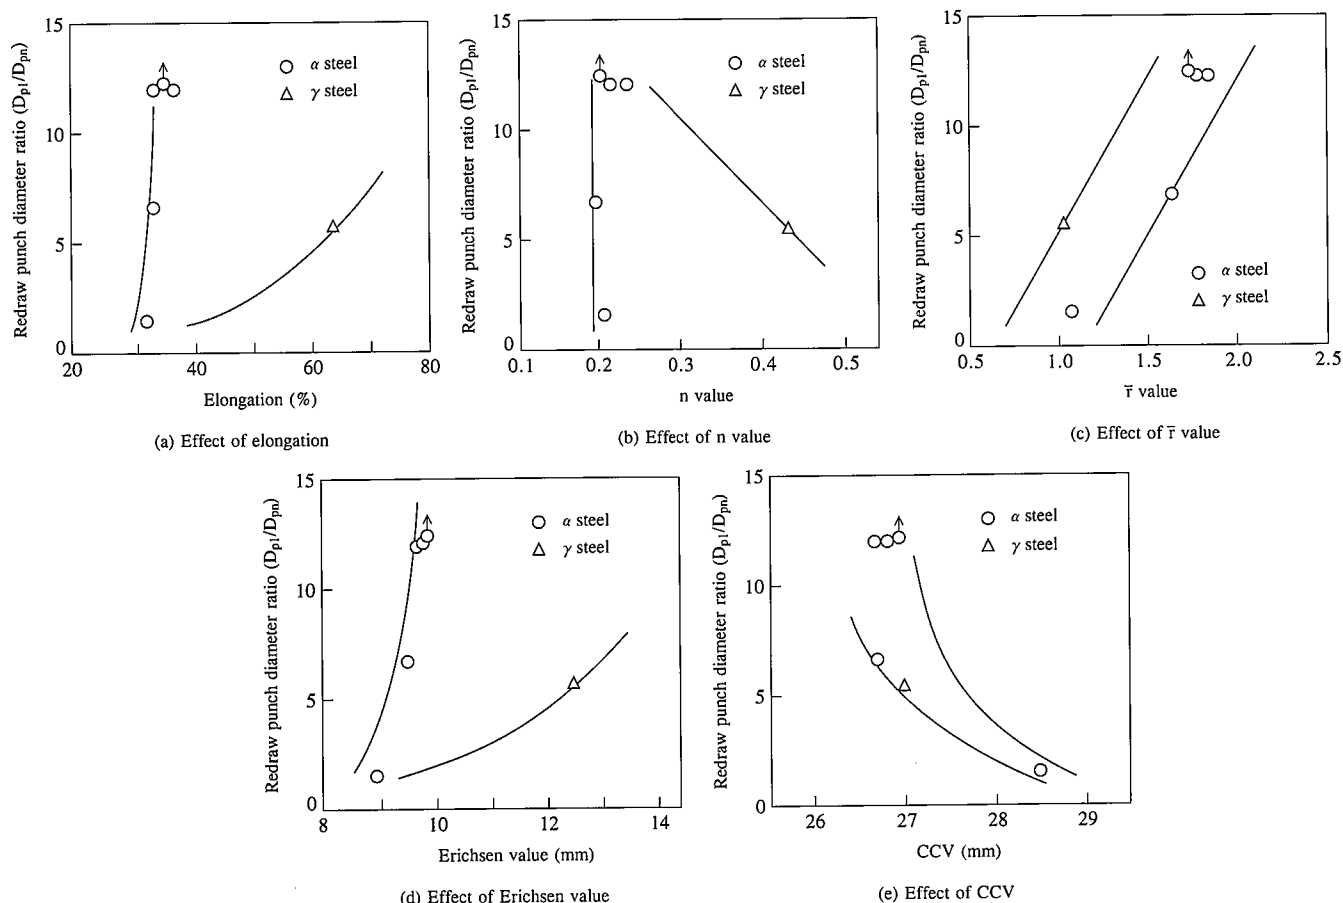 Redraw punch diameter ratio (Dp1/Dpn)
15
10
5
0
20
40
60
80
α steel
γ steel
Elongation (%)
(a) Effect of elongation
Redraw punch diameter ratio (Dp1/Dpn)
15
10
5
0
0.1
0.2
0.3
0.4
0.5
α steel
γ steel
n value
(b) Effect of n value
Redraw punch diameter ratio (Dp1/Dpn)
15
10
5
0
0.5
1.0
1.5
2.0
2.5
α steel
γ steel
r̄ value
(c) Effect of r̄ value
Redraw punch diameter ratio (Dp1/Dpn)
15
10
5
0
8
10
12
14
α steel
γ steel
Erichsen value (mm)
(d) Effect of Erichsen value
Redraw punch diameter ratio (Dp1/Dpn)
15
10
5
0
26
27
28
29
α steel
γ steel
CCV (mm)
(e) Effect of CCV